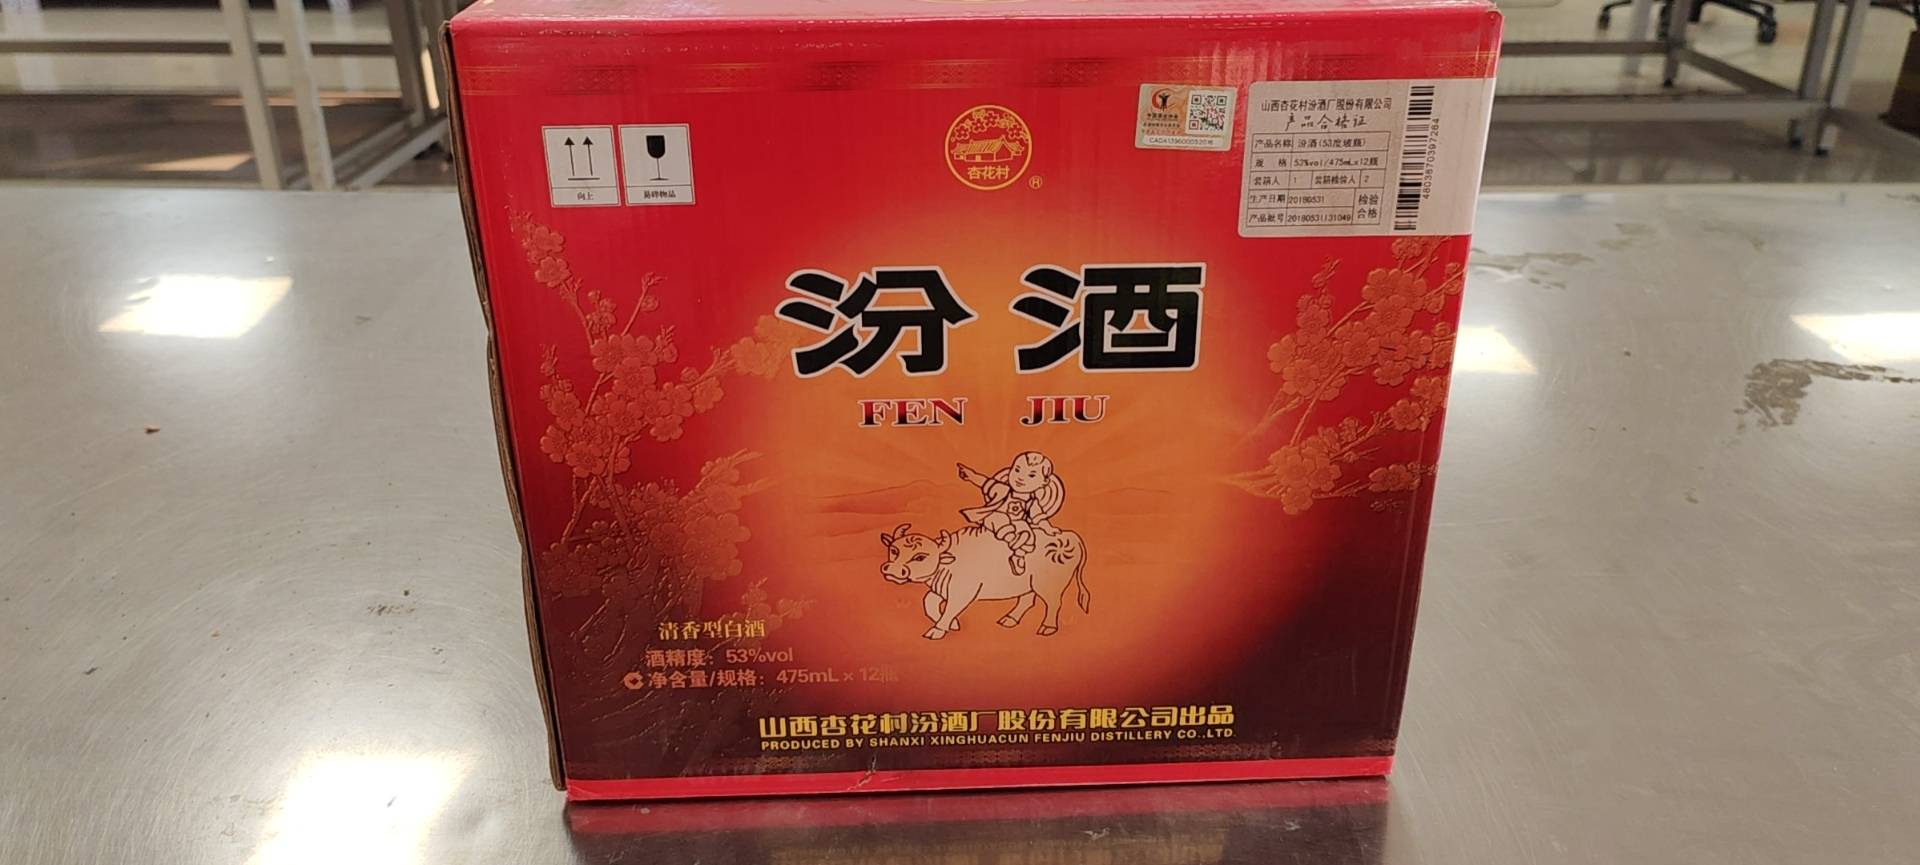 向上
易碎物品
杏花村
®
CADA139600052016
山西杏花村汾酒厂股份有限公司
产品合格证
产品名称 汾酒(53度玻瓶)
规 格 53%vol/475mL×12瓶
装箱人 1 装箱检验人 2
生产日期 20180531 检验
产品批号 20180531131049 合格
4803870397264
汾酒
FEN JIU
清香型白酒
酒精度：53%vol
净含量/规格：475mL×12瓶
山西杏花村汾酒厂股份有限公司出品
PRODUCED BY SHANXI XINGHUACUN FENJIU DISTILLERY CO.,LTD.